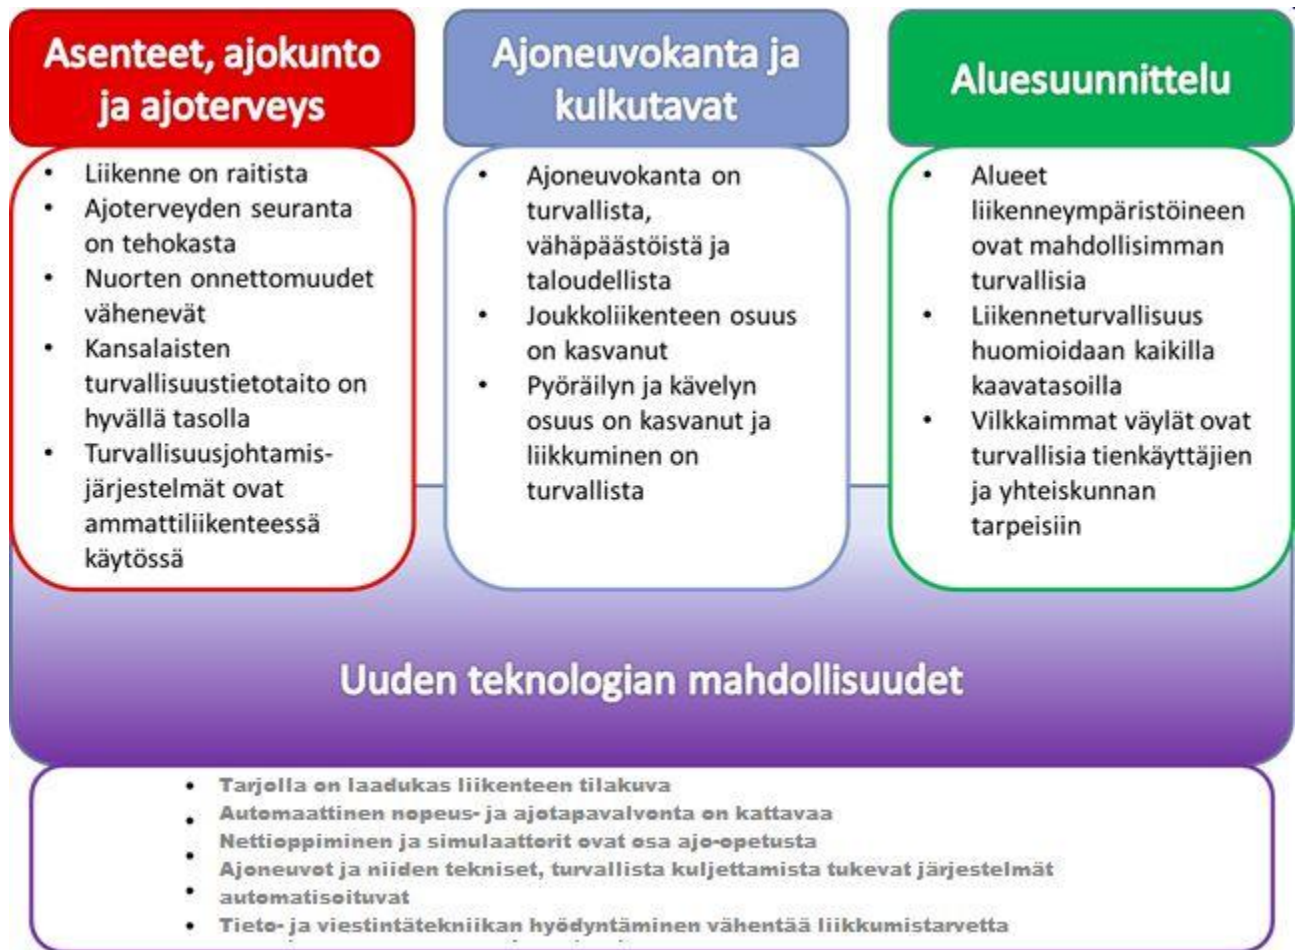 Asenteet, ajokunto
ja ajoterveys
• Liikenne on raitista
• Ajoterveyden seuranta
on tehokasta
• Nuorten onnettomuudet
vähenevät
• Kansalaisten
turvallisuustietotaito on
hyvällä tasolla
• Turvallisuusjohtamis-
järjestelmät ovat
ammattiliikenteessä
käytössä
Ajoneuvokanta ja
kulkutavat
• Ajoneuvokanta on
turvallista,
vähäpäästöistä ja
taloudellista
• Joukkoliikenteen osuus
on kasvanut
• Pyöräilyn ja kävelyn
osuus on kasvanut ja
liikkuminen on
turvallista
Aluesuunnittelu
• Alueet
liikenneympäristöineen
ovat mahdollisimman
turvallisia
• Liikenneturvallisuus
huomioidaan kaikilla
kaavatasoilla
• Vilkkaimmat väylät ovat
turvallisia tienkäyttäjien
ja yhteiskunnan
tarpeisiin
Uuden teknologian mahdollisuudet
• Tarjolla on laadukas liikenteen tilakuva
• Automaattinen nopeus- ja ajotapavalvonta on kattavaa
Nettioppiminen ja simulaattorit ovat osa ajo-opetusta
• Ajoneuvot ja niiden tekniset, turvallista kuljettamista tukevat järjestelmät
• automatisoituvat
• Tieto- ja viestintätekniikan hyödyntäminen vähentää liikkumistarvetta